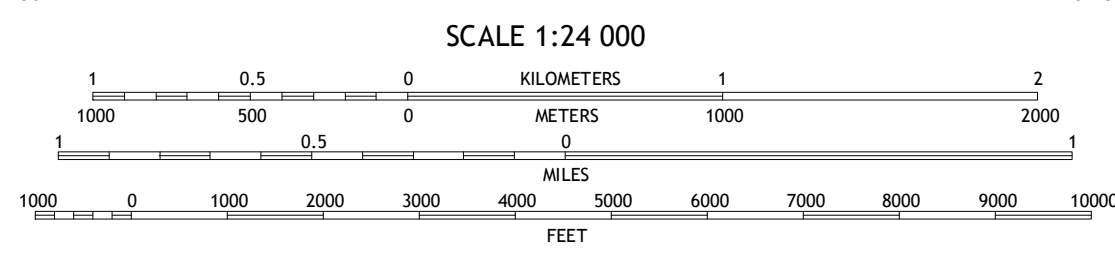 SCALE 1:24 000
1 0.5 0 KILOMETERS 1 2
1000 500 0 METERS 1000 2000
1 0.5 0 1
MILES
1000 0 1000 2000 3000 4000 5000 6000 7000 8000 9000 10000
FEET